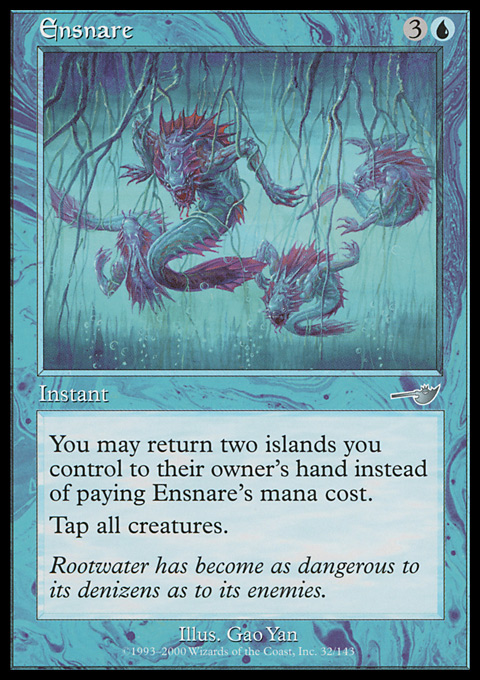 Ensnare 3
Instant
You may return two islands you
control to their owner's hand instead
of paying Ensnare's mana cost.
Tap all creatures.
Rootwater has become as dangerous to
its denizens as to its enemies.
Illus. Gao Yan
©1993–2000 Wizards of the Coast, Inc. 32/143